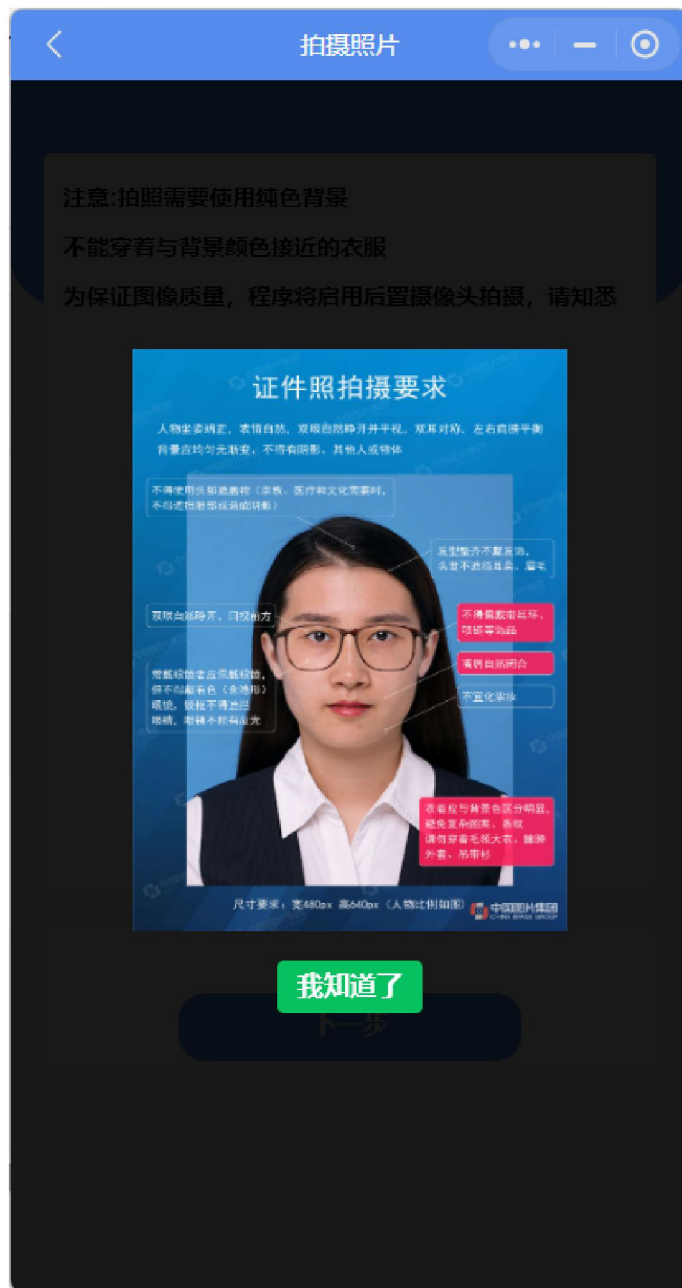 拍摄照片
注意:拍照需要使用纯色背景
不能穿着与背景颜色接近的衣服
为保证图像质量，程序将启用后置摄像头拍摄，请知悉
证件照拍摄要求
人物坐姿端正，表情自然，双眼自然睁开并平视，双耳对称，左右肩膀平衡
背景应均匀无渐变，不得有阴影、其他人或物体
不得使用头部遮盖物（宗教、医疗和文化需要时，
不得遮挡脸部或造成阴影）
发型整齐不戴发饰，
头发不遮挡耳朵、眉毛
双眼自然睁开、目视前方
不得佩戴带耳环、
项链等饰品
嘴唇自然闭合
常戴眼镜者应佩戴眼镜，
但不得戴有色（含隐形）
眼镜，镜框不得遮挡
眼睛，眼镜不能有反光
不宜化浓妆
衣着应与背景色区分明显，
避免复杂图案、条纹
请勿穿着毛领大衣、臃肿
外套、吊带衫
尺寸要求：宽480px 高640px（人物比例如图）
中国图片集团
CHINA IMAGE GROUP
我知道了
下一步